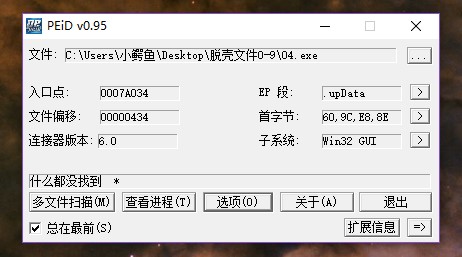 PEiD v0.95
文件: C:\Users\小鳄鱼\Desktop\脱壳文件0-9\04.exe ...
入口点: 0007A034 EP 段: .upData >
文件偏移: 00000434 首字节: 60,9C,E8,8E >
连接器版本: 6.0 子系统: Win32 GUI >
什么都没找到 *
多文件扫描(M) 查看进程(T) 选项(O) 关于(A) 退出
总在最前(S) 扩展信息 =>